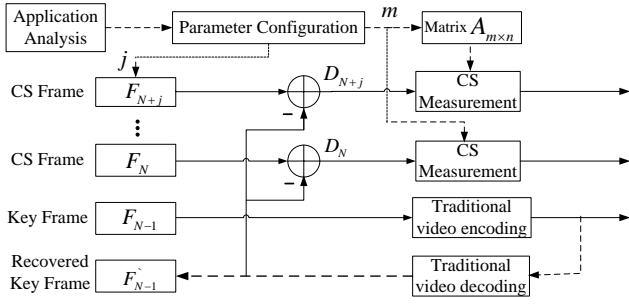 Application
Analysis
Parameter Configuration
m
Matrix A_{m×n}
j
CS Frame
F_{N+j}
−
D_{N+j}
CS
Measurement
CS Frame
F_N
−
D_N
CS
Measurement
Key Frame
F_{N-1}
Traditional
video encoding
Recovered
Key Frame
F`_{N-1}
Traditional
video decoding